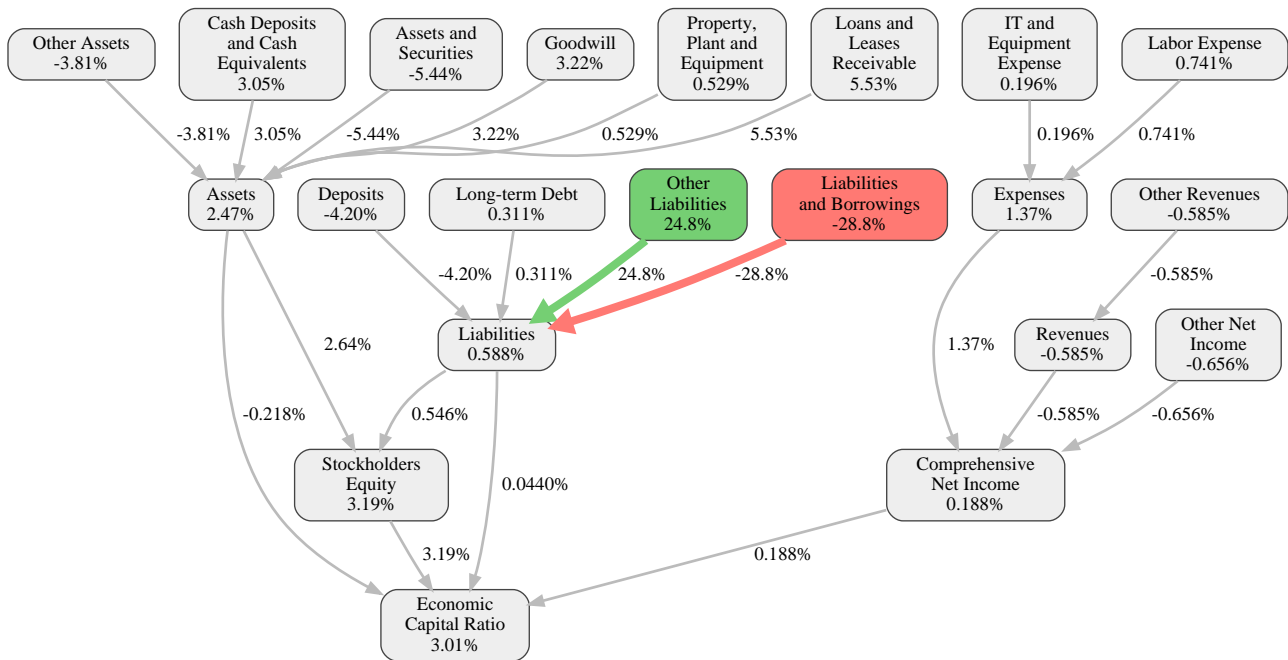 Other Assets
-3.81%
Cash Deposits
and Cash
Equivalents
3.05%
Assets and
Securities
-5.44%
Goodwill
3.22%
Property,
Plant and
Equipment
0.529%
Loans and
Leases
Receivable
5.53%
IT and
Equipment
Expense
0.196%
Labor Expense
0.741%
-3.81%
3.05%
-5.44%
3.22%
0.529%
5.53%
0.196%
0.741%
Assets
2.47%
Deposits
-4.20%
Long-term Debt
0.311%
Other
Liabilities
24.8%
Liabilities
and Borrowings
-28.8%
Expenses
1.37%
Other Revenues
-0.585%
-4.20%
0.311%
24.8%
-28.8%
-0.585%
Liabilities
0.588%
Revenues
-0.585%
Other Net
Income
-0.656%
2.64%
1.37%
-0.218%
0.546%
-0.585%
-0.656%
Stockholders
Equity
3.19%
0.0440%
Comprehensive
Net Income
0.188%
3.19%
0.188%
Economic
Capital Ratio
3.01%